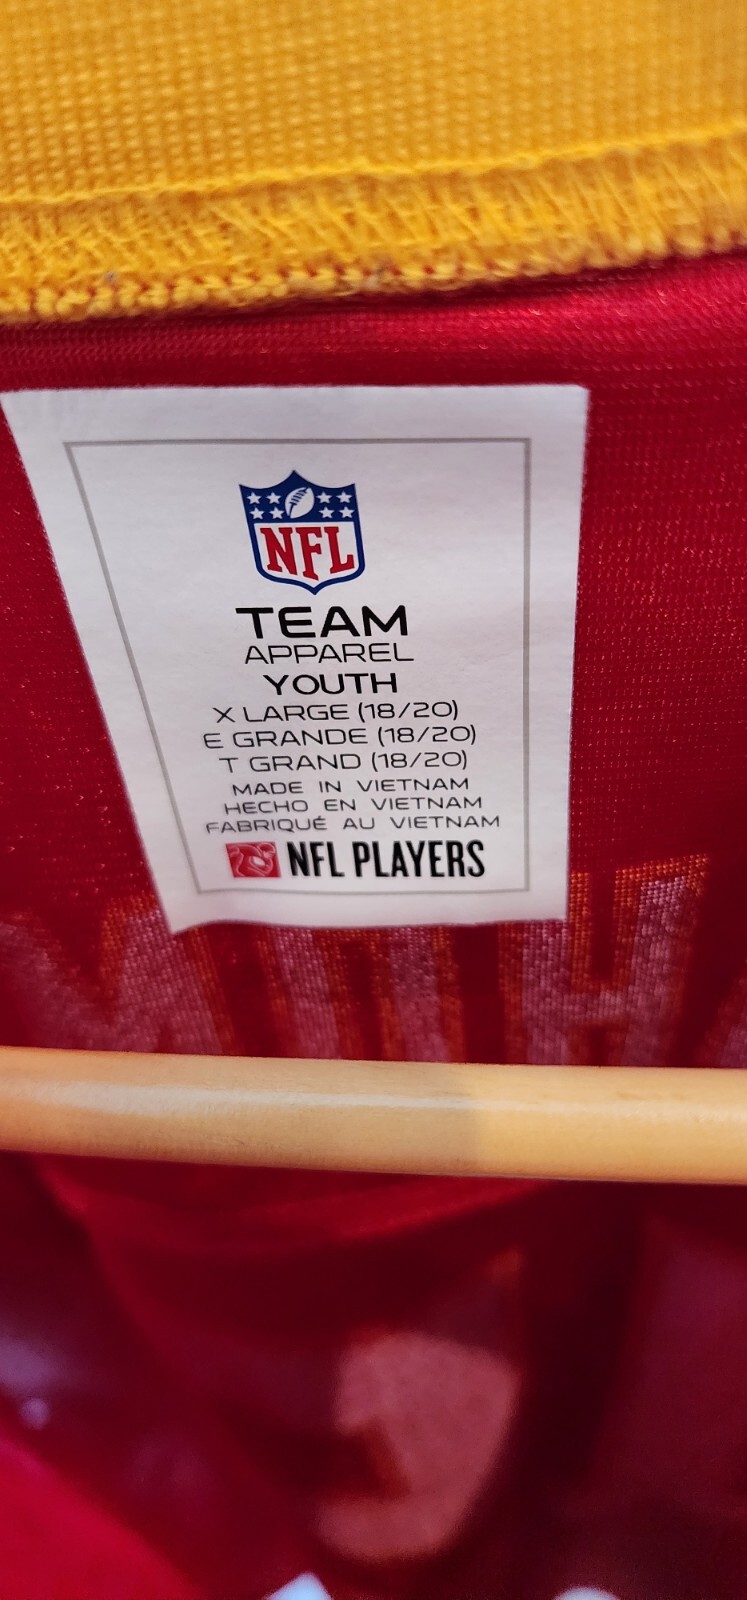 NFL
TEAM
APPAREL
YOUTH
X LARGE (18/20)
E GRANDE (18/20)
T GRAND (18/20)
MADE IN VIETNAM
HECHO EN VIETNAM
FABRIQUÉ AU VIETNAM
NFL PLAYERS